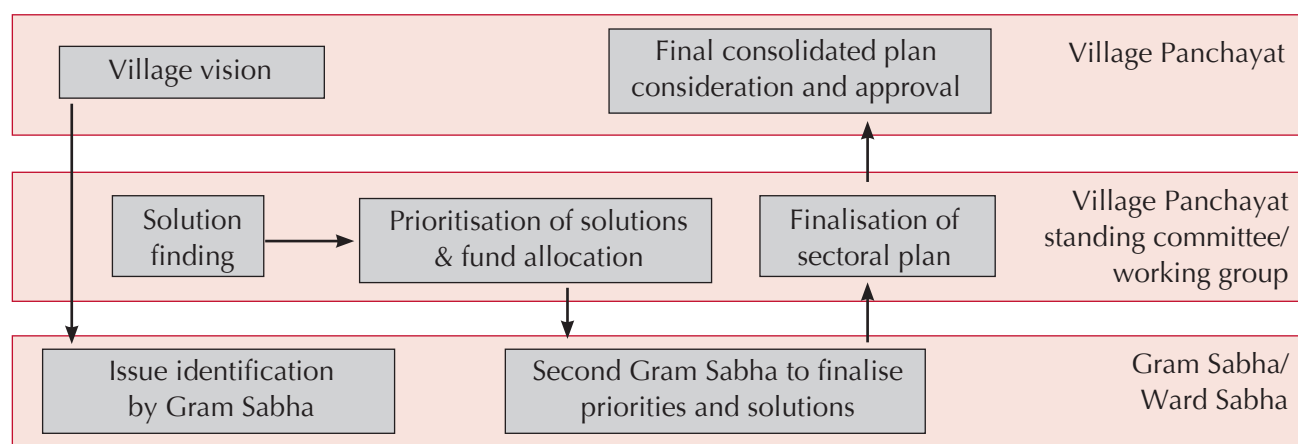 Village vision
Final consolidated plan
consideration and approval
Village Panchayat
Solution
finding
Prioritisation of solutions
& fund allocation
Finalisation of
sectoral plan
Village Panchayat
standing committee/
working group
Issue identification
by Gram Sabha
Second Gram Sabha to finalise
priorities and solutions
Gram Sabha/
Ward Sabha